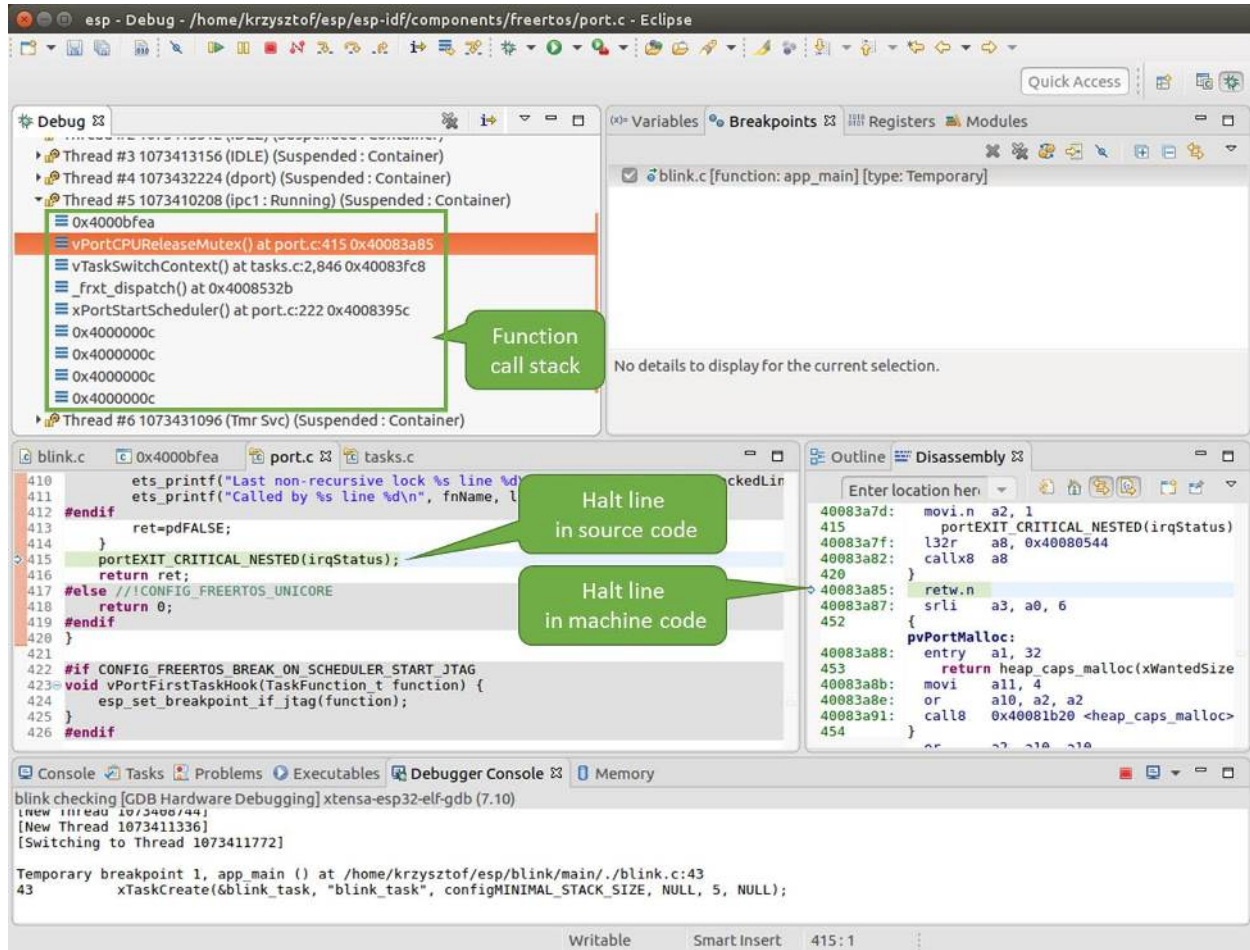 esp - Debug - /home/krzysztof/esp/esp-idf/components/freertos/port.c - Eclipse
Quick Access
Debug
Thread #3 1073413156 (IDLE) (Suspended : Container)
Thread #4 1073432224 (dport) (Suspended : Container)
Thread #5 1073410208 (ipc1 : Running) (Suspended : Container)
0x4000bfea
vPortCPUReleaseMutex() at port.c:415 0x40083a85
vTaskSwitchContext() at tasks.c:2,846 0x40083fc8
_frxt_dispatch() at 0x4008532b
xPortStartScheduler() at port.c:222 0x4008395c
0x4000000c
0x4000000c
0x4000000c
0x4000000c
Thread #6 1073431096 (Tmr Svc) (Suspended : Container)
Function
call stack
(x)= Variables Breakpoints Registers Modules
blink.c [function: app_main] [type: Temporary]
No details to display for the current selection.
blink.c 0x4000bfea port.c tasks.c
410 ets_printf("Last non-recursive lock %s line %d\ ckedLin
411 ets_printf("Called by %s line %d\n", fnName, l
412 #endif
413 ret=pdFALSE;
414 }
415 portEXIT_CRITICAL_NESTED(irqStatus);
416 return ret;
417 #else //!CONFIG_FREERTOS_UNICORE
418 return 0;
419 #endif
420 }
421
422 #if CONFIG_FREERTOS_BREAK_ON_SCHEDULER_START_JTAG
423 void vPortFirstTaskHook(TaskFunction_t function) {
424 esp_set_breakpoint_if_jtag(function);
425 }
426 #endif
Halt line
in source code
Halt line
in machine code
Outline Disassembly
Enter location her
40083a7d: movi.n a2, 1
415 portEXIT_CRITICAL_NESTED(irqStatus)
40083a7f: l32r a8, 0x40080544
40083a82: callx8 a8
420 }
40083a85: retw.n
40083a87: srli a3, a0, 6
452 {
pvPortMalloc:
40083a88: entry a1, 32
453 return heap_caps_malloc(xWantedSize
40083a8b: movi a11, 4
40083a8e: or a10, a2, a2
40083a91: call8 0x40081b20 <heap_caps_malloc>
454 }
Console Tasks Problems Executables Debugger Console Memory
blink checking [GDB Hardware Debugging] xtensa-esp32-elf-gdb (7.10)
[New Thread 1073408744]
[New Thread 1073411336]
[Switching to Thread 1073411772]
Temporary breakpoint 1, app_main () at /home/krzysztof/esp/blink/main/./blink.c:43
43 xTaskCreate(&blink_task, "blink_task", configMINIMAL_STACK_SIZE, NULL, 5, NULL);
Writable Smart Insert 415 : 1